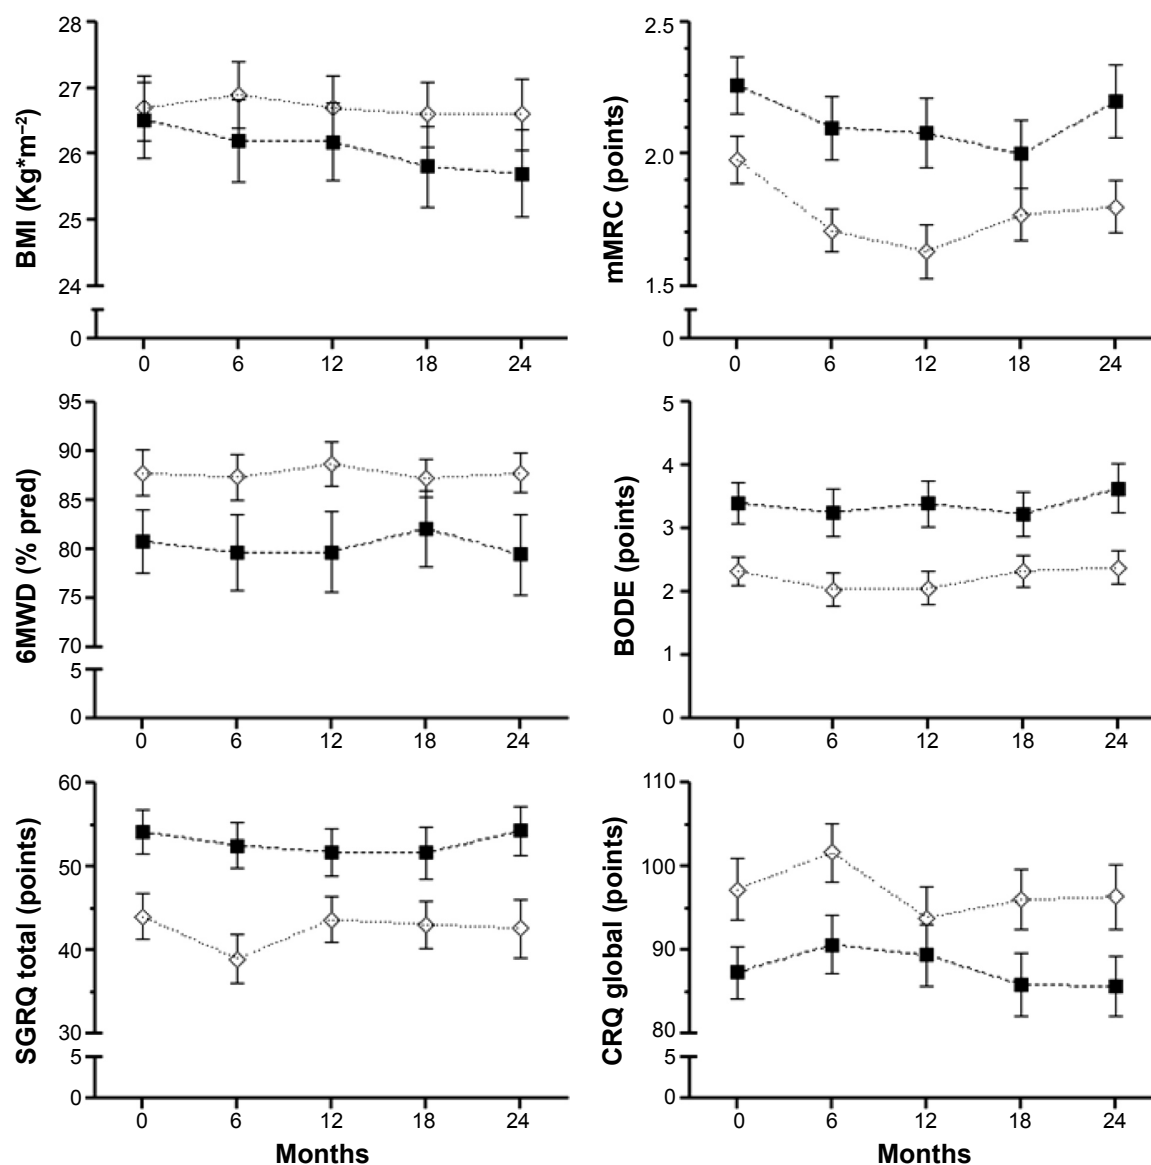 BMI (Kg*m⁻²)
28
27
26
25
24
0
0 6 12 18 24
mMRC (points)
2.5
2.0
1.5
0
0 6 12 18 24
6MWD (% pred)
95
90
85
80
75
70
5
0
0 6 12 18 24
BODE (points)
5
4
3
2
1
0
0 6 12 18 24
SGRQ total (points)
60
50
40
30
5
0
0 6 12 18 24
Months
CRQ global (points)
110
100
90
80
5
0
0 6 12 18 24
Months